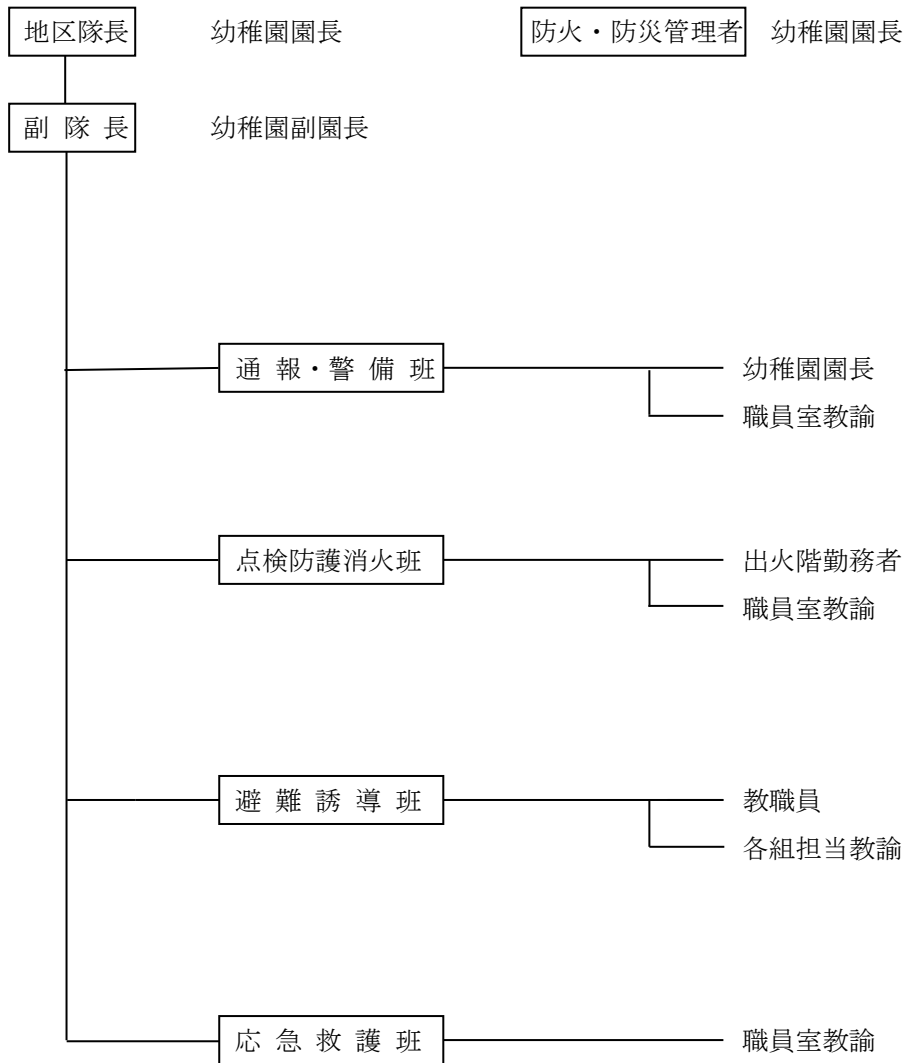 地区隊長 幼稚園園長 防火・防災管理者 幼稚園園長
副隊長 幼稚園副園長
通報・警備班 幼稚園園長
職員室教諭
点検防護消火班 出火階勤務者
職員室教諭
避難誘導班 教職員
各組担当教諭
応急救護班 職員室教諭